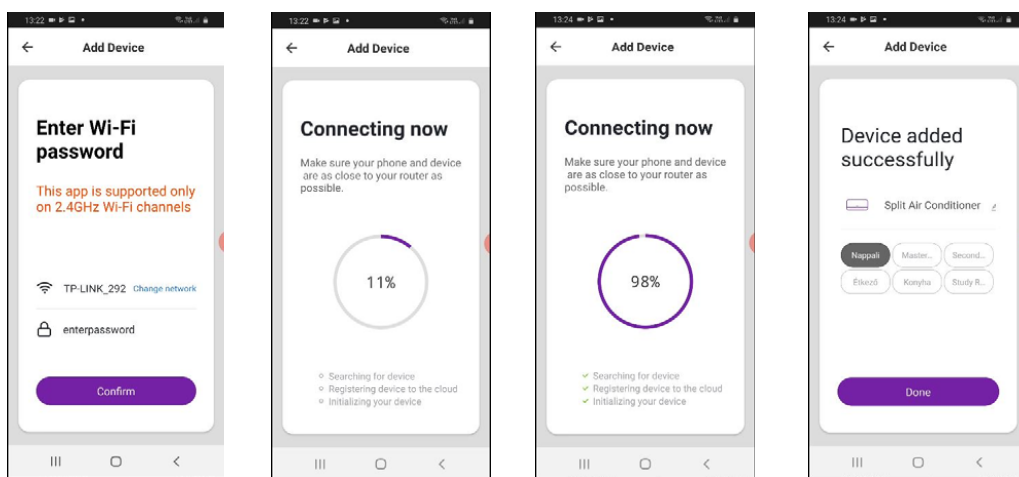 13:22
Add Device
Enter Wi-Fi
password
This app is supported only
on 2.4GHz Wi-Fi channels
TP-LINK_292 Change network
enterpassword
Confirm
13:22
Add Device
Connecting now
Make sure your phone and device
are as close to your router as
possible.
11%
Searching for device
Registering device to the cloud
Initializing your device
13:24
Add Device
Connecting now
Make sure your phone and device
are as close to your router as
possible.
98%
Searching for device
Registering device to the cloud
Initializing your device
13:24
Add Device
Device added
successfully
Split Air Conditioner
Nappali Master... Second...
Étkező Konyha Study R...
Done